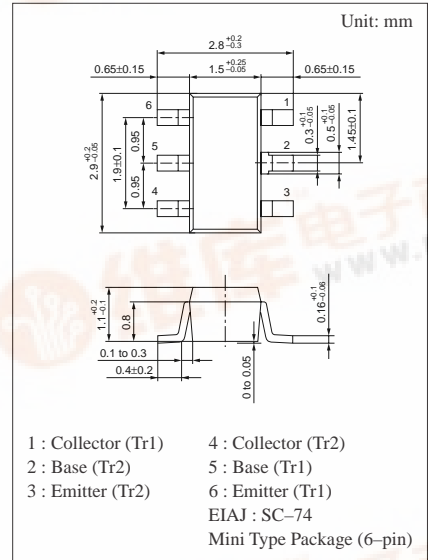 Unit: mm
2.8 +0.2 −0.3
0.65±0.15 1.5 +0.25 −0.05 0.65±0.15
6 1
5 2
4 3
2.9 +0.2 −0.05
1.9±0.1
0.95
0.95
0.3 +0.1 −0.05
0.5 +0.1 −0.05
1.45±0.1
1.1 +0.2 −0.1
0.8
0.16 +0.1 −0.06
0.1 to 0.3
0.4±0.2
0 to 0.05
1 : Collector (Tr1) 4 : Collector (Tr2)
2 : Base (Tr2) 5 : Base (Tr1)
3 : Emitter (Tr2) 6 : Emitter (Tr1)
EIAJ : SC–74
Mini Type Package (6–pin)
维库电子
www.